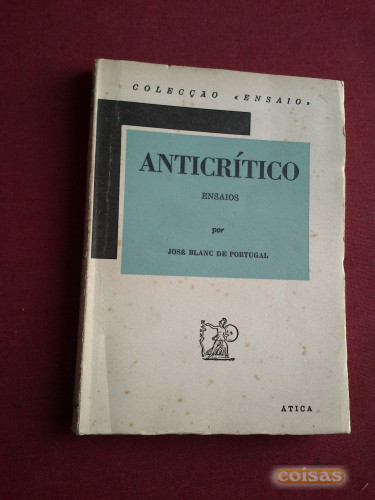 COLECÇÃO «ENSAIO»
ANTICRÍTICO
ENSAIOS
por
JOSÉ BLANC DE PORTUGAL
ÁTICA
coisas